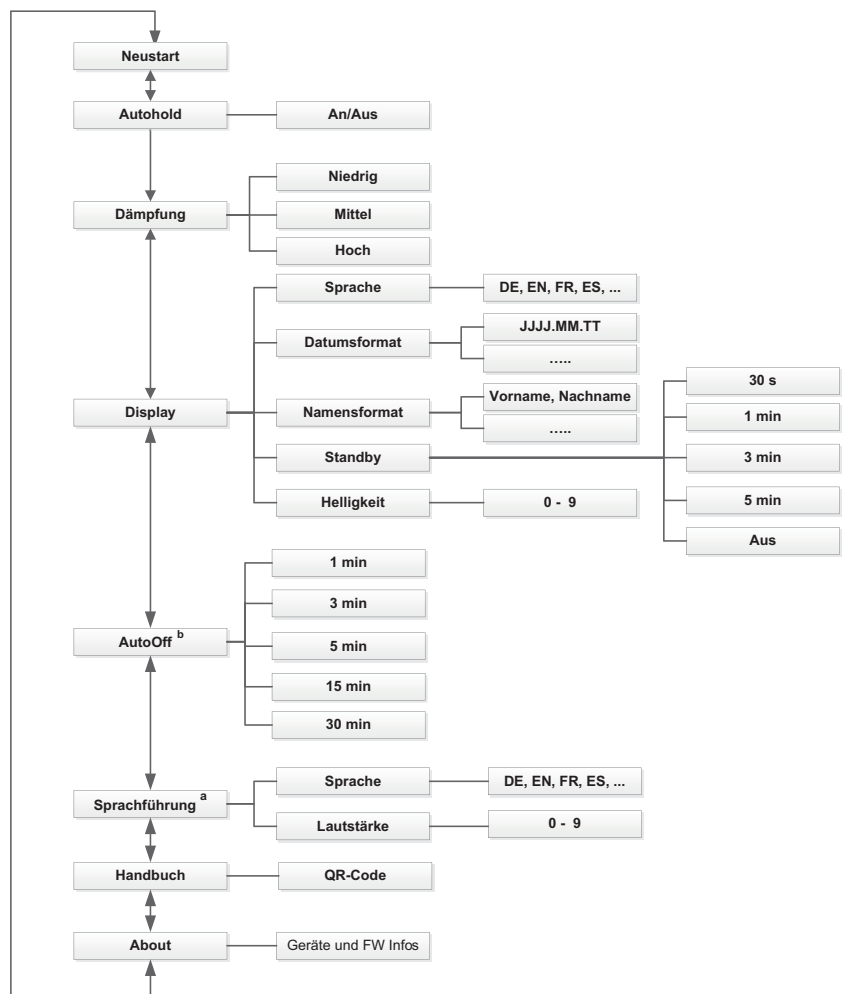 Neustart
Autohold
An/Aus
Dämpfung
Niedrig
Mittel
Hoch
Display
Sprache
DE, EN, FR, ES, ...
Datumsformat
JJJJ.MM.TT
.....
Namensformat
Vorname, Nachname
.....
Standby
30 s
1 min
3 min
5 min
Aus
Helligkeit
0 - 9
AutoOff b
1 min
3 min
5 min
15 min
30 min
Sprachführung a
Sprache
DE, EN, FR, ES, ...
Lautstärke
0 - 9
Handbuch
QR-Code
About
Geräte und FW Infos